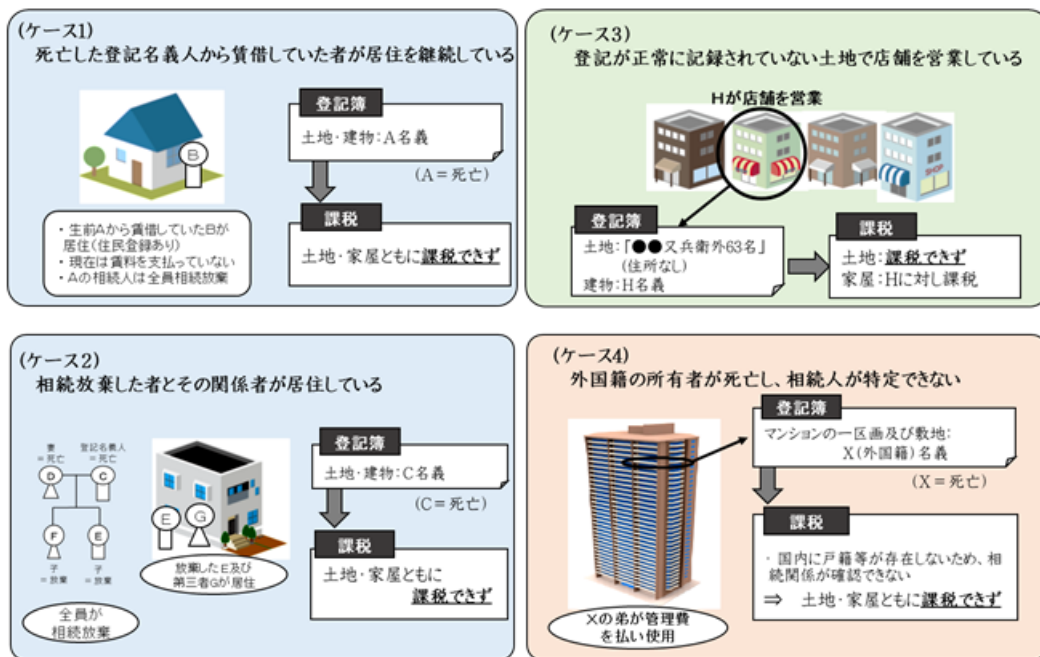 (ケース1)
死亡した登記名義人から賃借していた者が居住を継続している
B
・生前Aから賃借していたBが
居住(住民登録あり)
・現在は賃料を支払っていない
・Aの相続人は全員相続放棄
登記簿
土地・建物:A名義
(A=死亡)
課税
土地・家屋ともに課税できず
(ケース3)
登記が正常に記録されていない土地で店舗を営業している
Hが店舗を営業
SHOP
登記簿
土地:「●●又兵衛外63名」
(住所なし)
建物:H名義
課税
土地:課税できず
家屋:Hに対し課税
(ケース2)
相続放棄した者とその関係者が居住している
妻
=死亡
登記名義人
=死亡
D
C
F
E
子
=放棄
子
=放棄
全員が
相続放棄
E
G
放棄したE及び
第三者Gが居住
登記簿
土地・建物:C名義
(C=死亡)
課税
土地・家屋ともに
課税できず
(ケース4)
外国籍の所有者が死亡し、相続人が特定できない
Xの弟が管理費
を払い使用
登記簿
マンションの一区画及び敷地:
X(外国籍)名義
(X=死亡)
課税
・国内に戸籍等が存在しないため、相
続関係が確認できない
⇒ 土地・家屋ともに課税できず